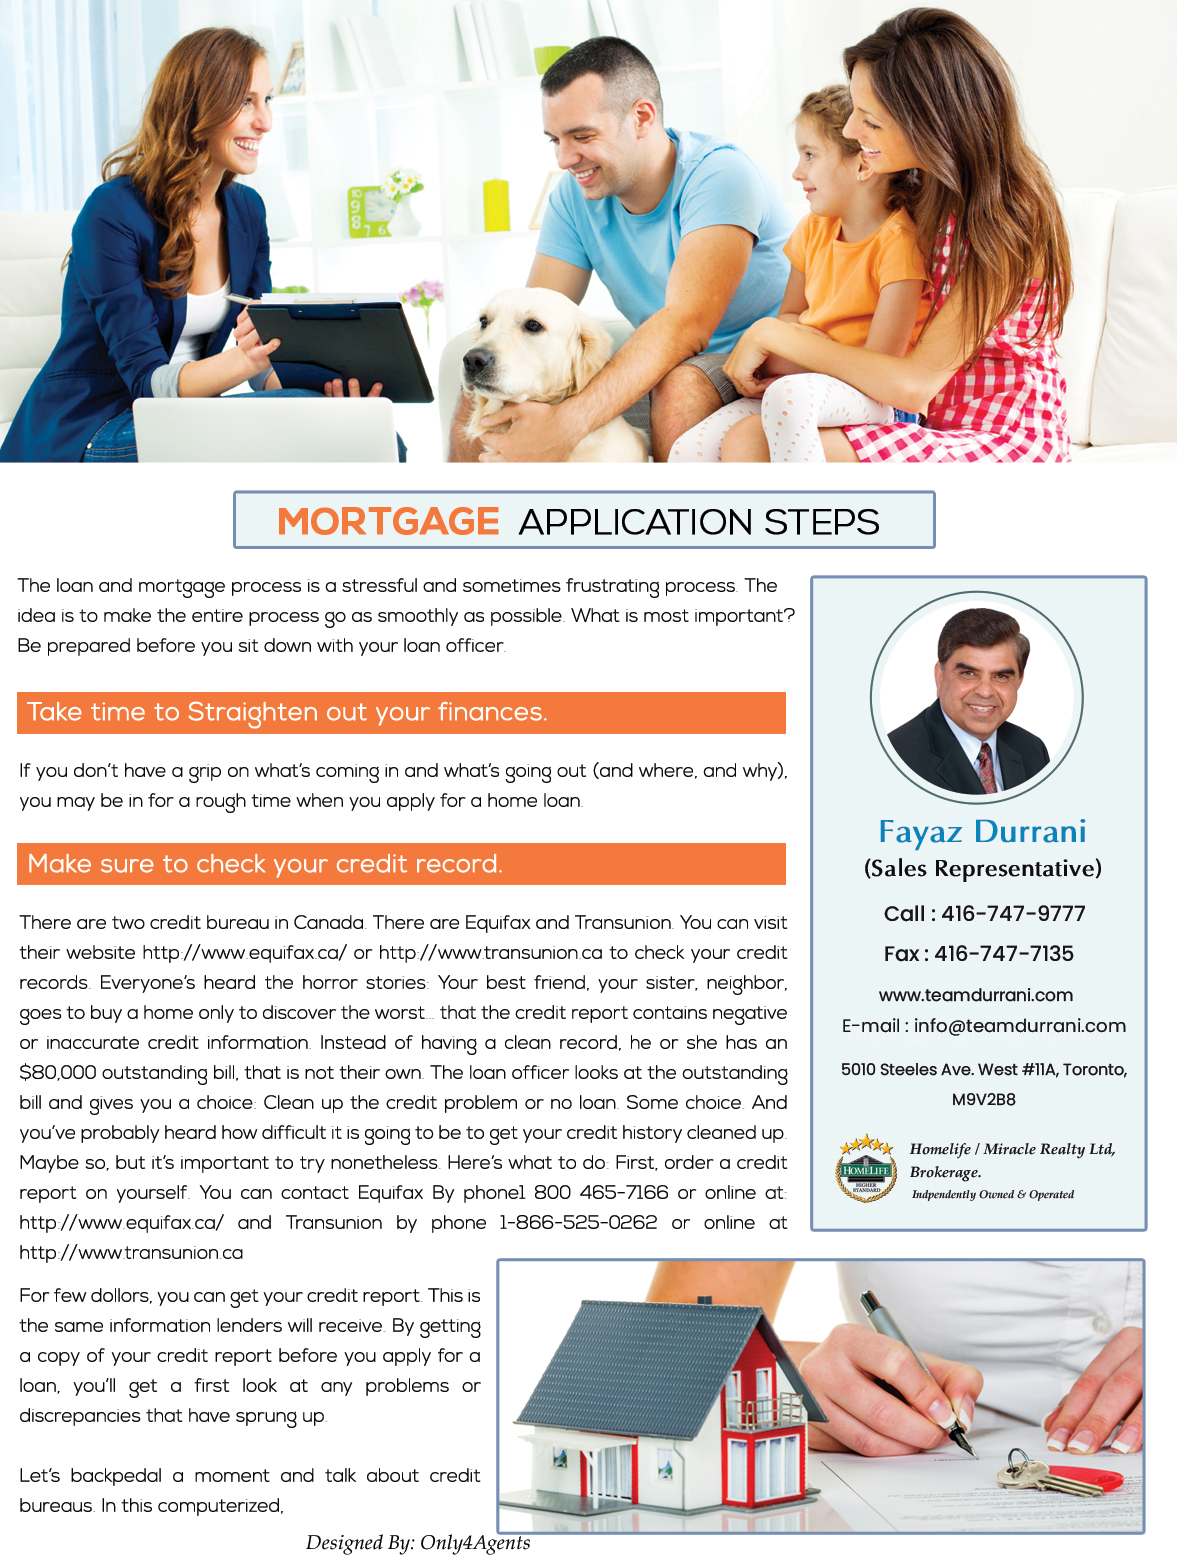 MORTGAGE APPLICATION STEPS
The loan and mortgage process is a stressful and sometimes frustrating process. The
idea is to make the entire process go as smoothly as possible. What is most important?
Be prepared before you sit down with your loan officer.
Take time to Straighten out your finances.
If you don't have a grip on what's coming in and what's going out (and where, and why),
you may be in for a rough time when you apply for a home loan.
Make sure to check your credit record.
There are two credit bureau in Canada. There are Equifax and Transunion. You can visit
their website http://www.equifax.ca/ or http://www.transunion.ca to check your credit
records. Everyone's heard the horror stories: Your best friend, your sister, neighbor,
goes to buy a home only to discover the worst... that the credit report contains negative
or inaccurate credit information. Instead of having a clean record, he or she has an
$80,000 outstanding bill, that is not their own. The loan officer looks at the outstanding
bill and gives you a choice: Clean up the credit problem or no loan. Some choice. And
you've probably heard how difficult it is going to be to get your credit history cleaned up.
Maybe so, but it's important to try nonetheless. Here's what to do: First, order a credit
report on yourself. You can contact Equifax By phone1 800 465-7166 or online at:
http://www.equifax.ca/ and Transunion by phone 1-866-525-0262 or online at
http://www.transunion.ca
For few dollors, you can get your credit report. This is
the same information lenders will receive. By getting
a copy of your credit report before you apply for a
loan, you'll get a first look at any problems or
discrepancies that have sprung up.
Let's backpedal a moment and talk about credit
bureaus. In this computerized,
Fayaz Durrani
(Sales Representative)
Call : 416-747-9777
Fax : 416-747-7135
www.teamdurrani.com
E-mail : info@teamdurrani.com
5010 Steeles Ave. West #11A, Toronto,
M9V2B8
HOMELIFE
HIGHER
STANDARD
Homelife / Miracle Realty Ltd,
Brokerage.
Indpendently Owned & Operated
Designed By: Only4Agents
10
9
8
7 6